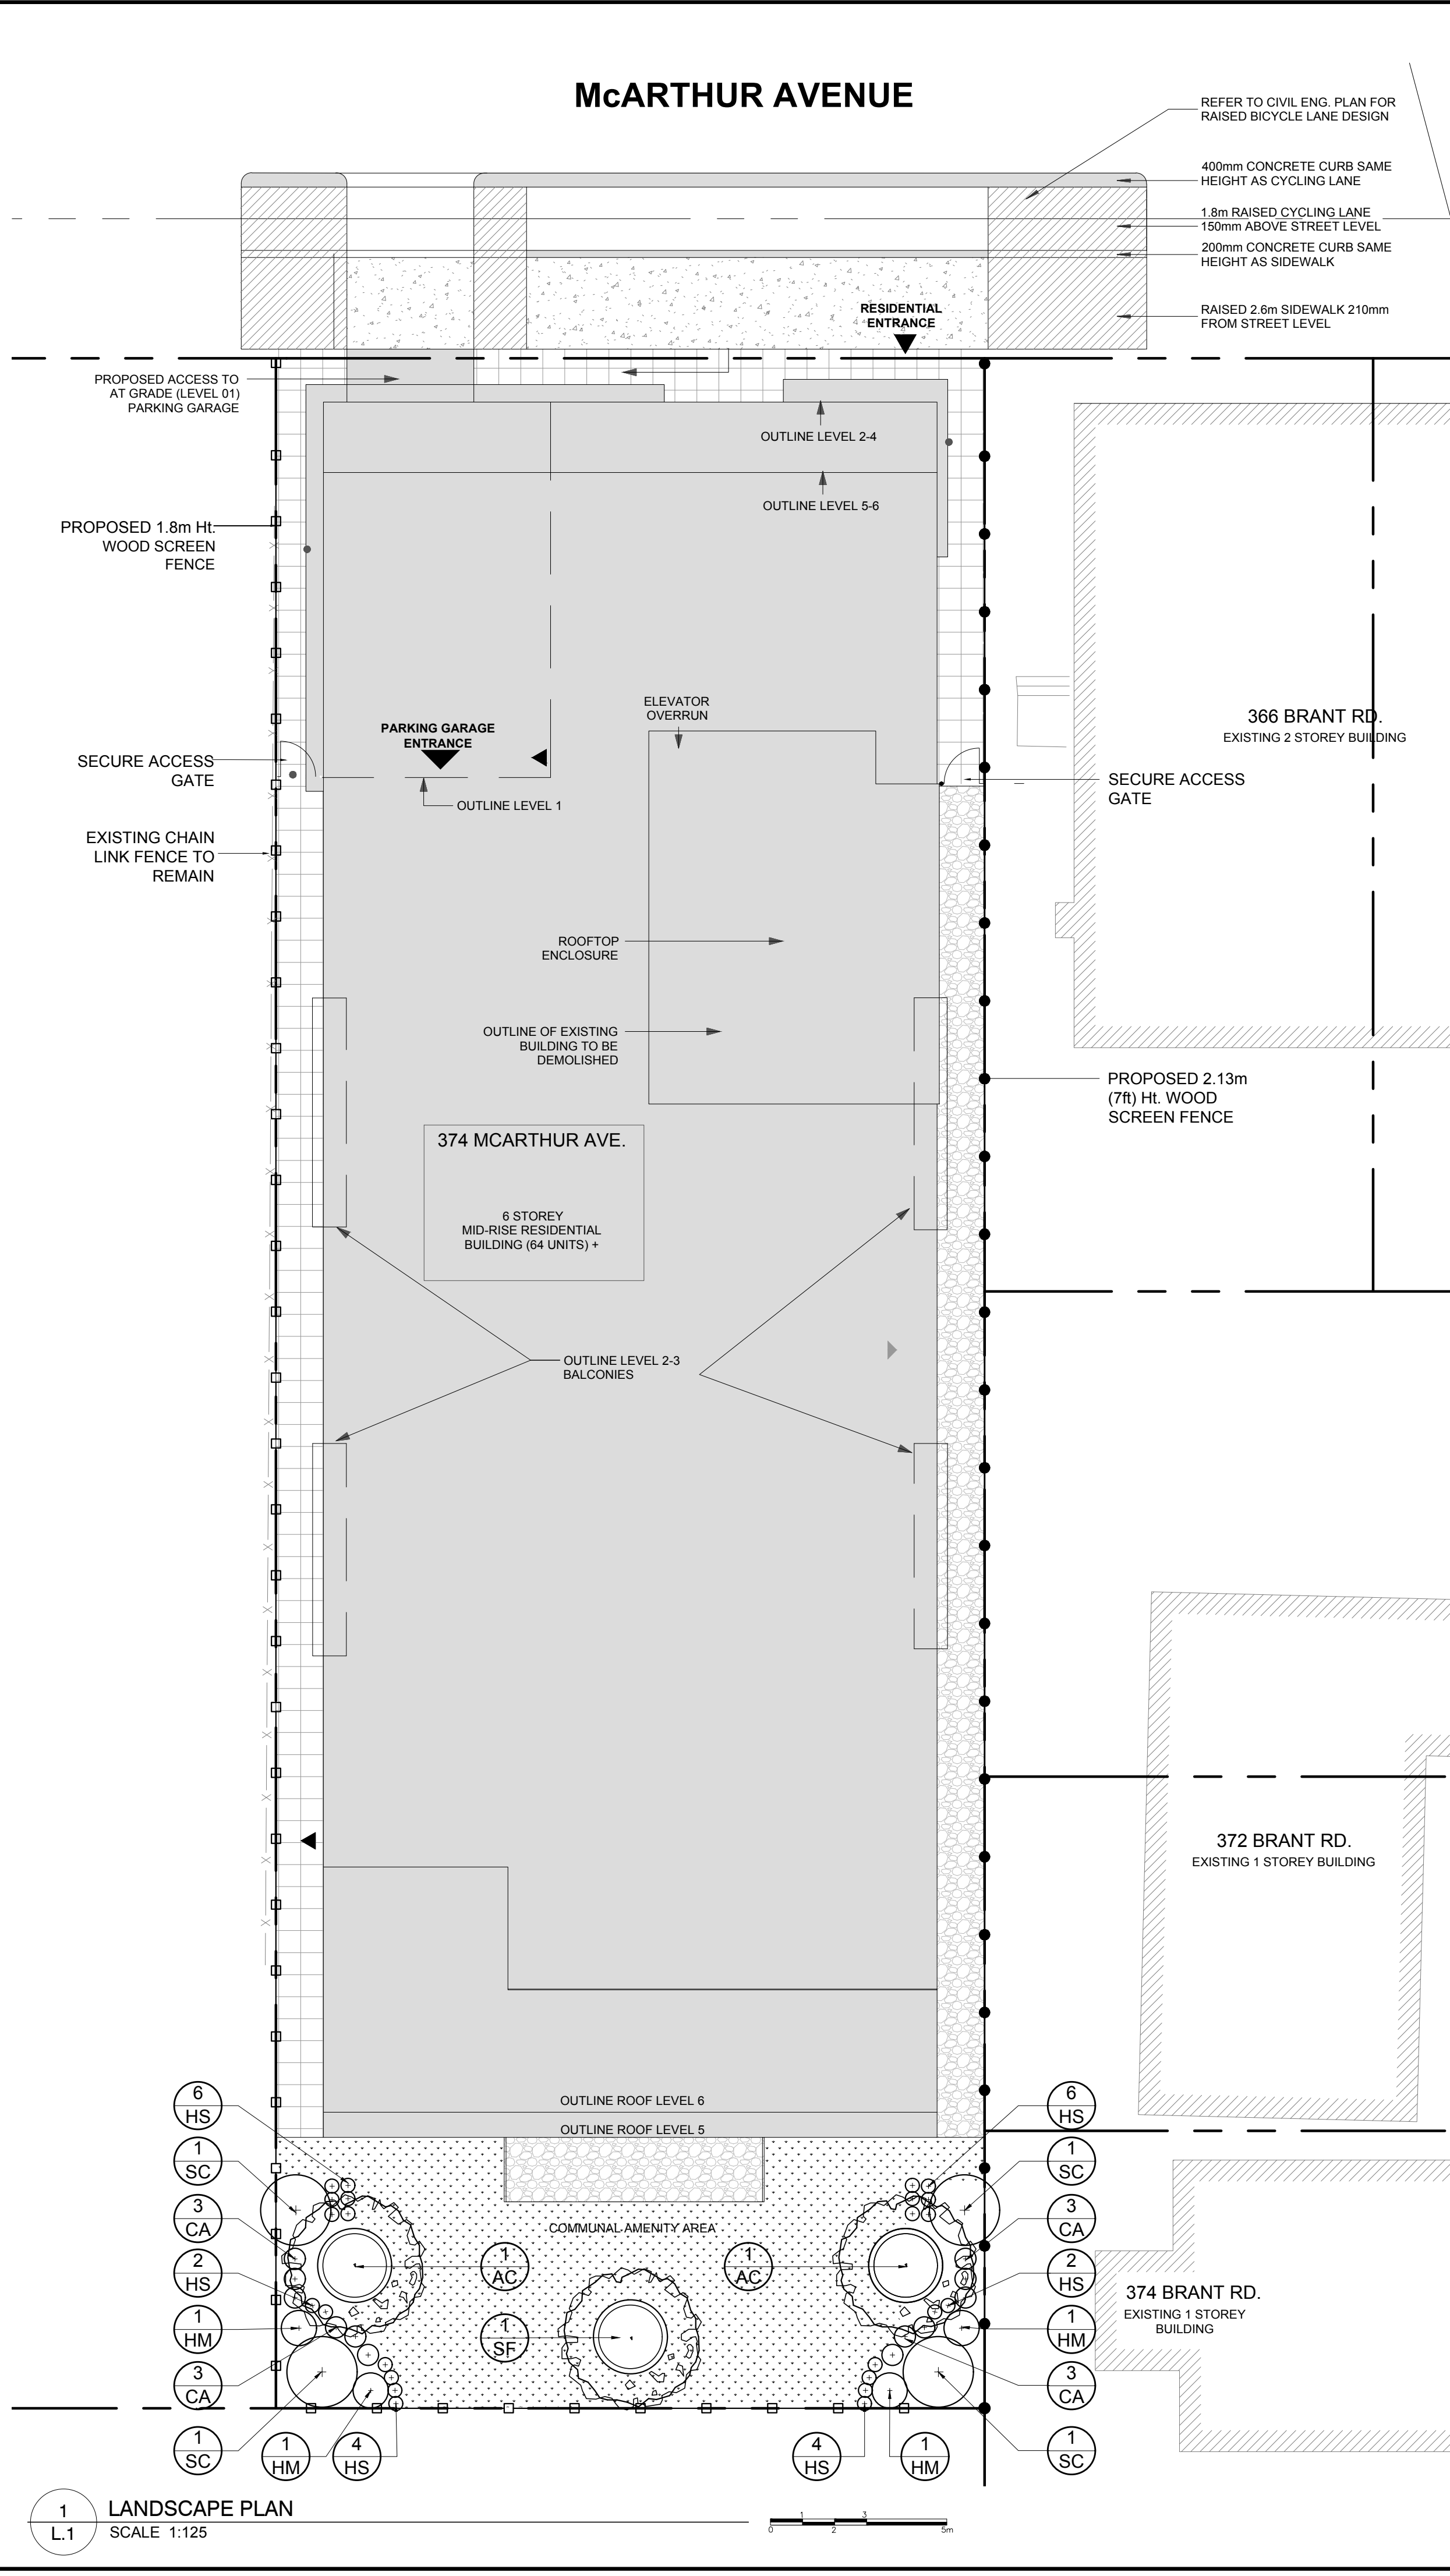 McARTHUR AVENUE
REFER TO CIVIL ENG. PLAN FOR
RAISED BICYCLE LANE DESIGN
400mm CONCRETE CURB SAME
HEIGHT AS CYCLING LANE
1.8m RAISED CYCLING LANE
150mm ABOVE STREET LEVEL
200mm CONCRETE CURB SAME
HEIGHT AS SIDEWALK
RAISED 2.6m SIDEWALK 210mm
FROM STREET LEVEL
RESIDENTIAL
ENTRANCE
PROPOSED ACCESS TO
AT GRADE (LEVEL 01)
PARKING GARAGE
OUTLINE LEVEL 2-4
OUTLINE LEVEL 5-6
PROPOSED 1.8m Ht.
WOOD SCREEN
FENCE
ELEVATOR
OVERRUN
366 BRANT RD.
EXISTING 2 STOREY BUILDING
PARKING GARAGE
ENTRANCE
SECURE ACCESS
GATE
SECURE ACCESS
GATE
OUTLINE LEVEL 1
EXISTING CHAIN
LINK FENCE TO
REMAIN
ROOFTOP
ENCLOSURE
OUTLINE OF EXISTING
BUILDING TO BE
DEMOLISHED
PROPOSED 2.13m
(7ft) Ht. WOOD
SCREEN FENCE
374 MCARTHUR AVE.
6 STOREY
MID-RISE RESIDENTIAL
BUILDING (64 UNITS) +
OUTLINE LEVEL 2-3
BALCONIES
372 BRANT RD.
EXISTING 1 STOREY BUILDING
OUTLINE ROOF LEVEL 6
OUTLINE ROOF LEVEL 5
COMMUNAL AMENITY AREA
6
HS
1
SC
3
CA
2
HS
1
HM
3
CA
1
SC
1
HM
4
HS
1
AC
1
SF
1
AC
6
HS
1
SC
3
CA
2
HS
1
HM
3
CA
1
SC
4
HS
1
HM
374 BRANT RD.
EXISTING 1 STOREY
BUILDING
1
L.1
LANDSCAPE PLAN
SCALE 1:125
1
3
0
2
5m